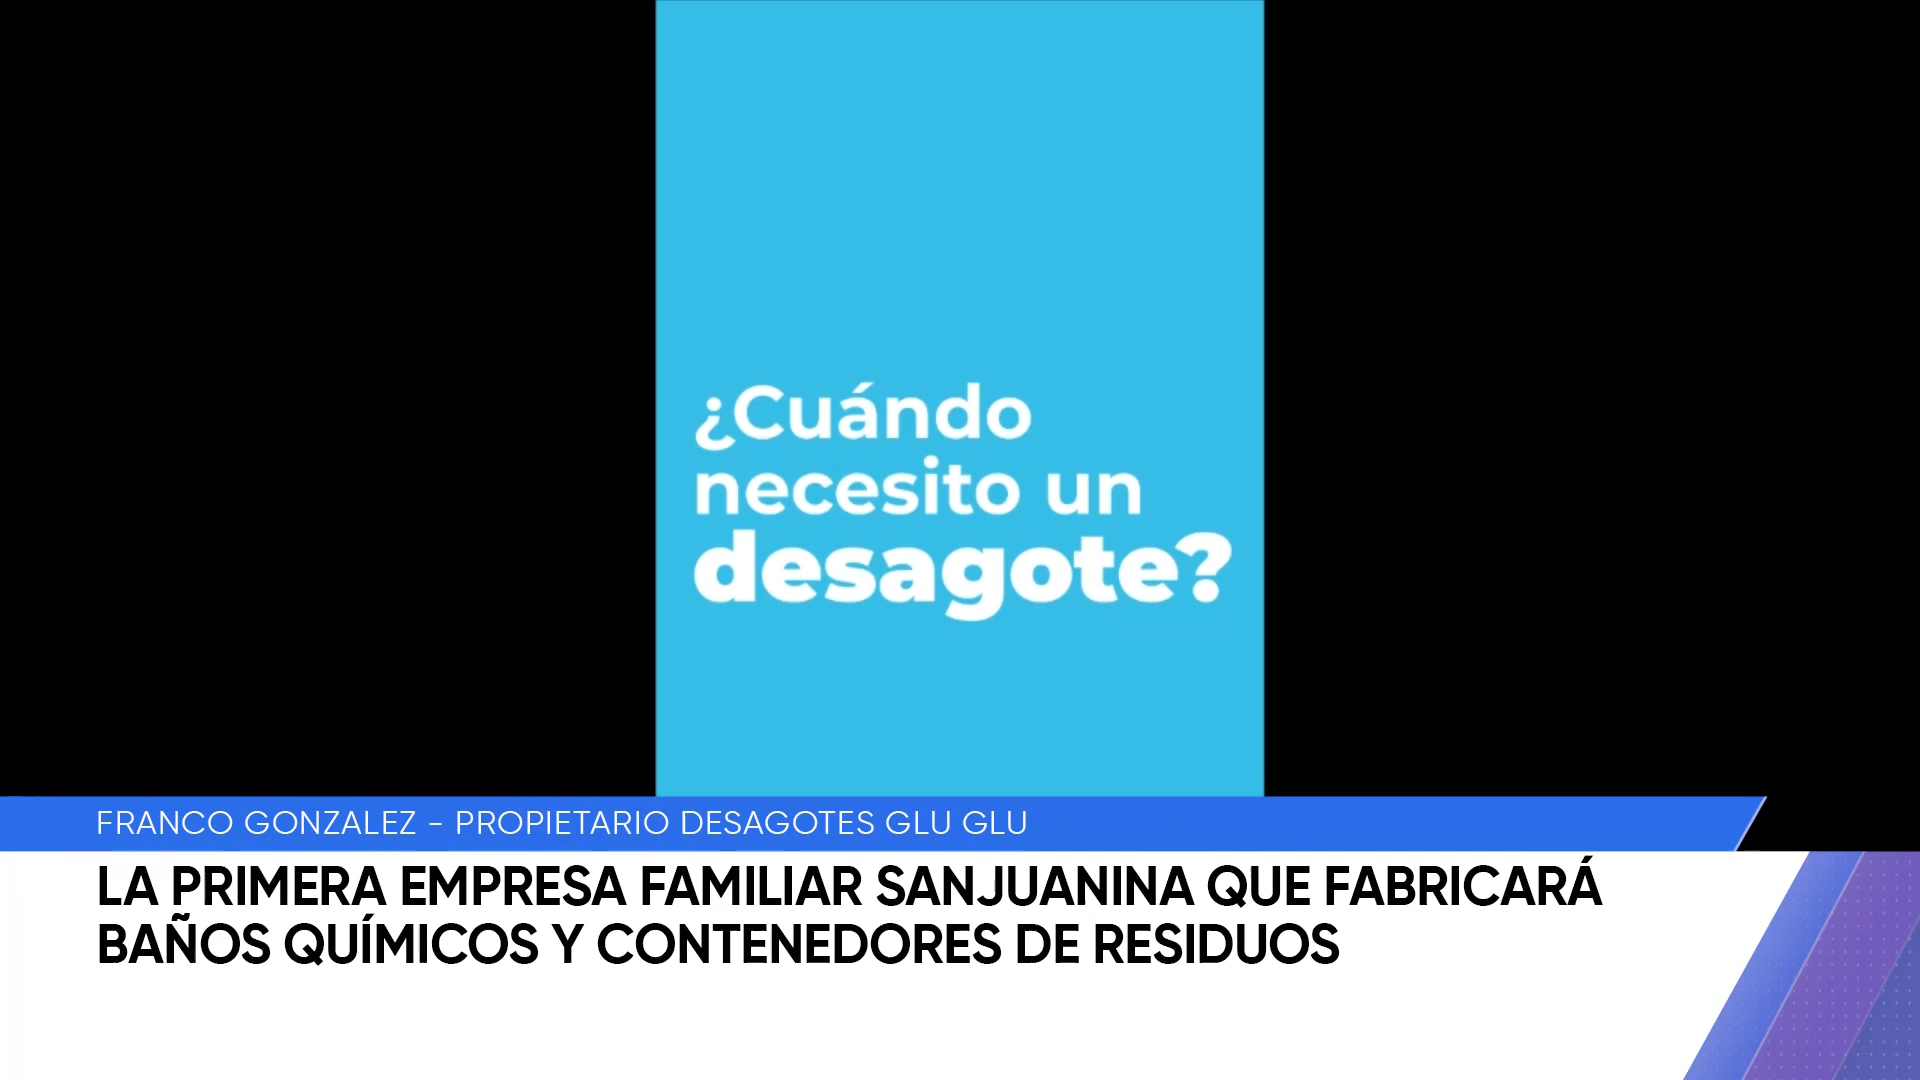 ¿Cuándo
necesito un
desagote?
FRANCO GONZALEZ - PROPIETARIO DESAGOTES GLU GLU
LA PRIMERA EMPRESA FAMILIAR SANJUANINA QUE FABRICARÁ
BAÑOS QUÍMICOS Y CONTENEDORES DE RESIDUOS